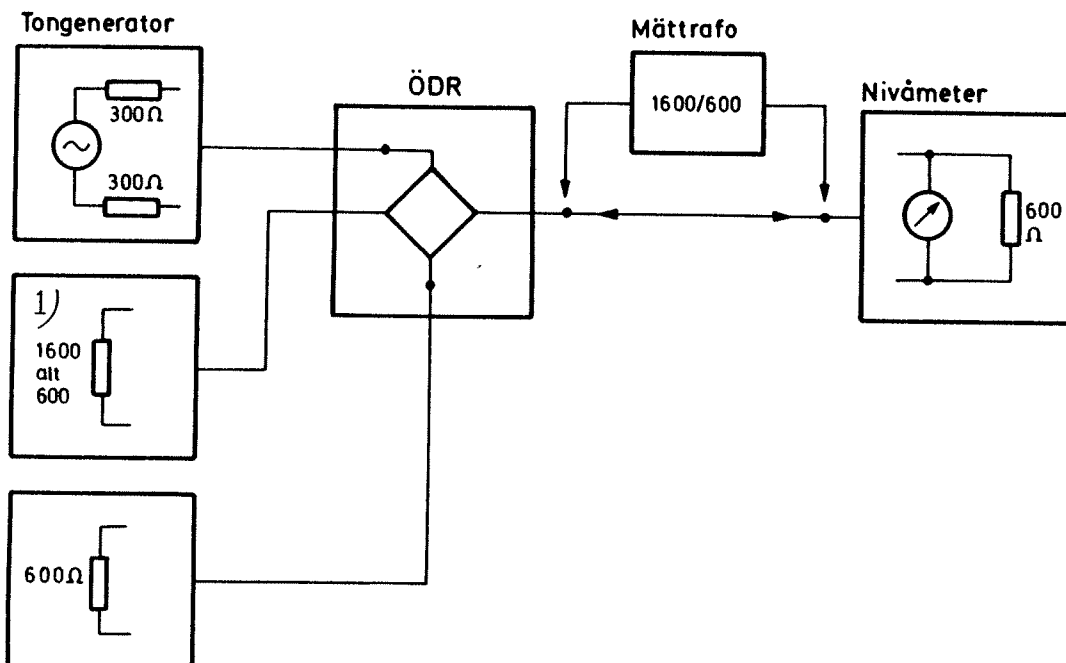 Tongenerator
300Ω
300Ω
ÖDR
Mättrafo
1600/600
Nivåmeter
600
Ω
1)
1600
alt
600
600Ω